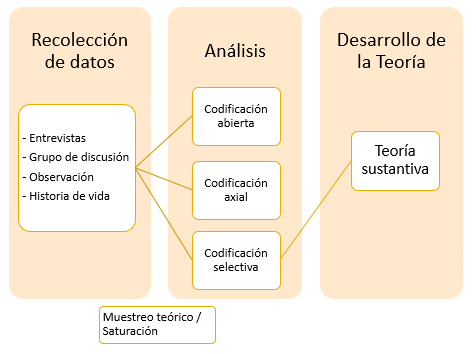 Recolección
de datos
- Entrevistas
- Grupo de discusión
- Observación
- Historia de vida
Análisis
Codificación
abierta
Codificación
axial
Codificación
selectiva
Desarrollo de
la Teoría
Teoría
sustantiva
Muestreo teórico /
Saturación